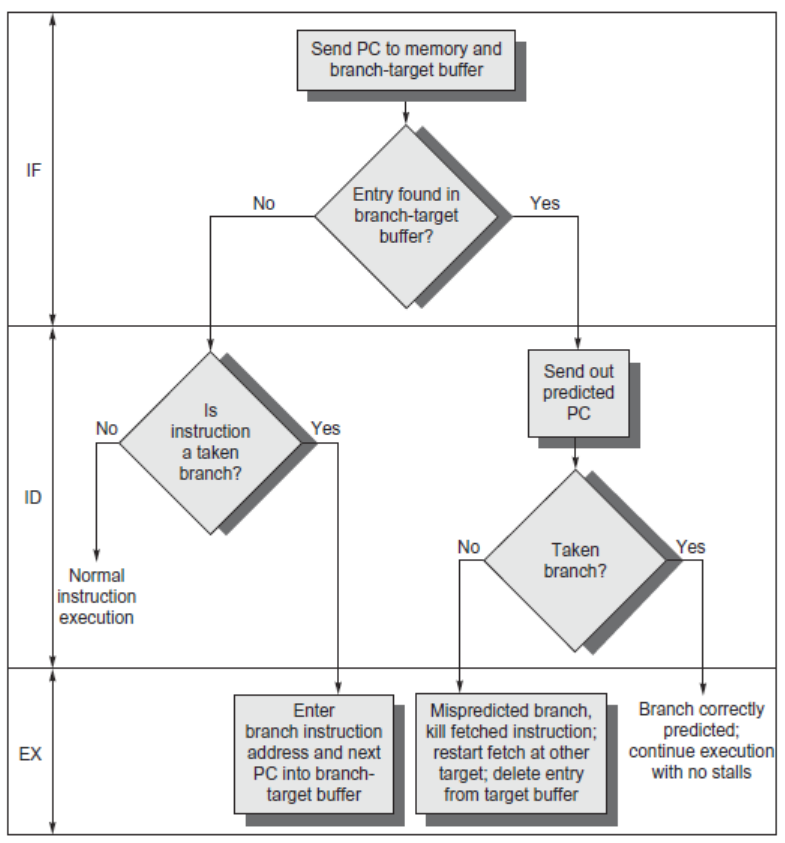 Send PC to memory and
branch-target buffer
IF
Entry found in
branch-target
buffer?
No
Yes
Send out
predicted
PC
Is
instruction
a taken
branch?
No
Yes
ID
Taken
branch?
No
Yes
Normal
instruction
execution
EX
Enter
branch instruction
address and next
PC into branch-
target buffer
Mispredicted branch,
kill fetched instruction;
restart fetch at other
target; delete entry
from target buffer
Branch correctly
predicted;
continue execution
with no stalls